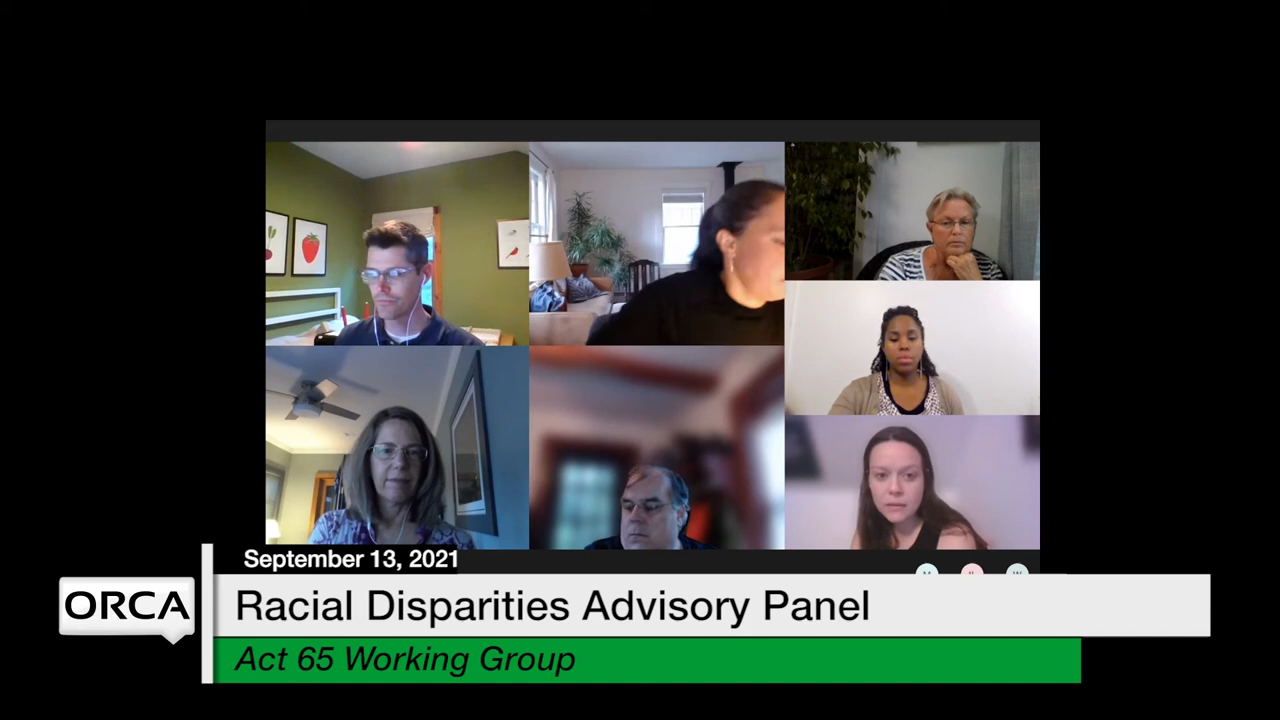 September 13, 2021
ORCA
Racial Disparities Advisory Panel
Act 65 Working Group